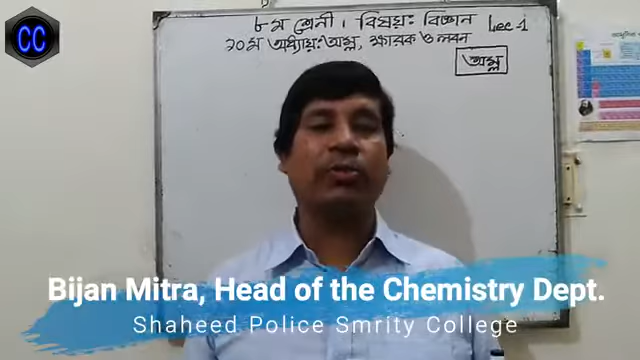 CC
৮ম শ্রেনী। বিষয়: বিজ্ঞান Lec-1
১০ম অধ্যায়: অম্ল, ক্ষারক ও লবন
অম্ল
Bijan Mitra, Head of the Chemistry Dept.
Shaheed Police Smrity College